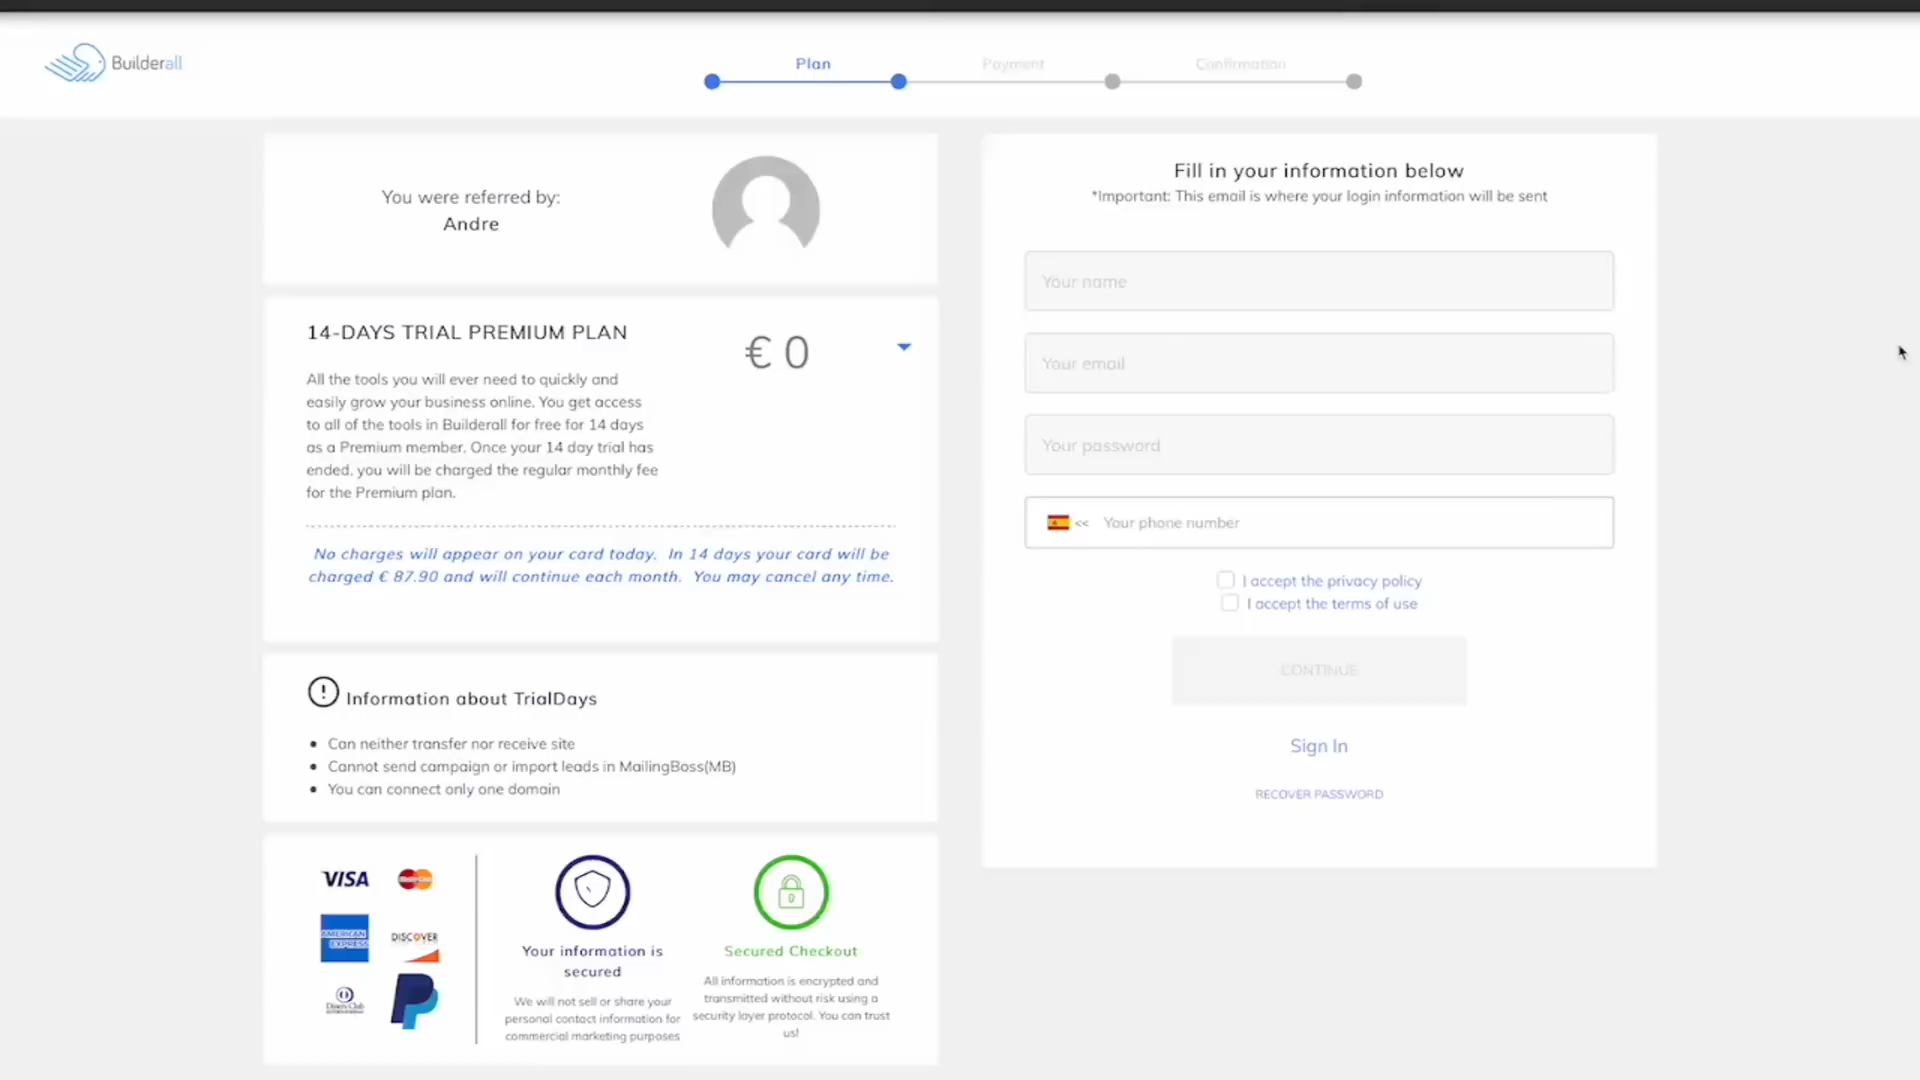 Builderall
Plan
Payment
Confirmation
You were referred by:
Andre
14-DAYS TRIAL PREMIUM PLAN
€ 0
All the tools you will ever need to quickly and
easily grow your business online. You get access
to all of the tools in Builderall for free for 14 days
as a Premium member. Once your 14 day trial has
ended, you will be charged the regular monthly fee
for the Premium plan.
No charges will appear on your card today. In 14 days your card will be
charged € 87.90 and will continue each month. You may cancel any time.
Information about TrialDays
Can neither transfer nor receive site
Cannot send campaign or import leads in MailingBoss(MB)
You can connect only one domain
VISA
MasterCard
AMERICAN
EXPRESS
DISCOVER
Diners Club
INTERNATIONAL
Your information is
secured
We will not sell or share your
personal contact information for
commercial marketing purposes
Secured Checkout
All information is encrypted and
transmitted without risk using a
security layer protocol. You can trust
us!
Fill in your information below
*Important: This email is where your login information will be sent
Your name
Your email
Your password
<< Your phone number
I accept the privacy policy
I accept the terms of use
CONTINUE
Sign In
RECOVER PASSWORD